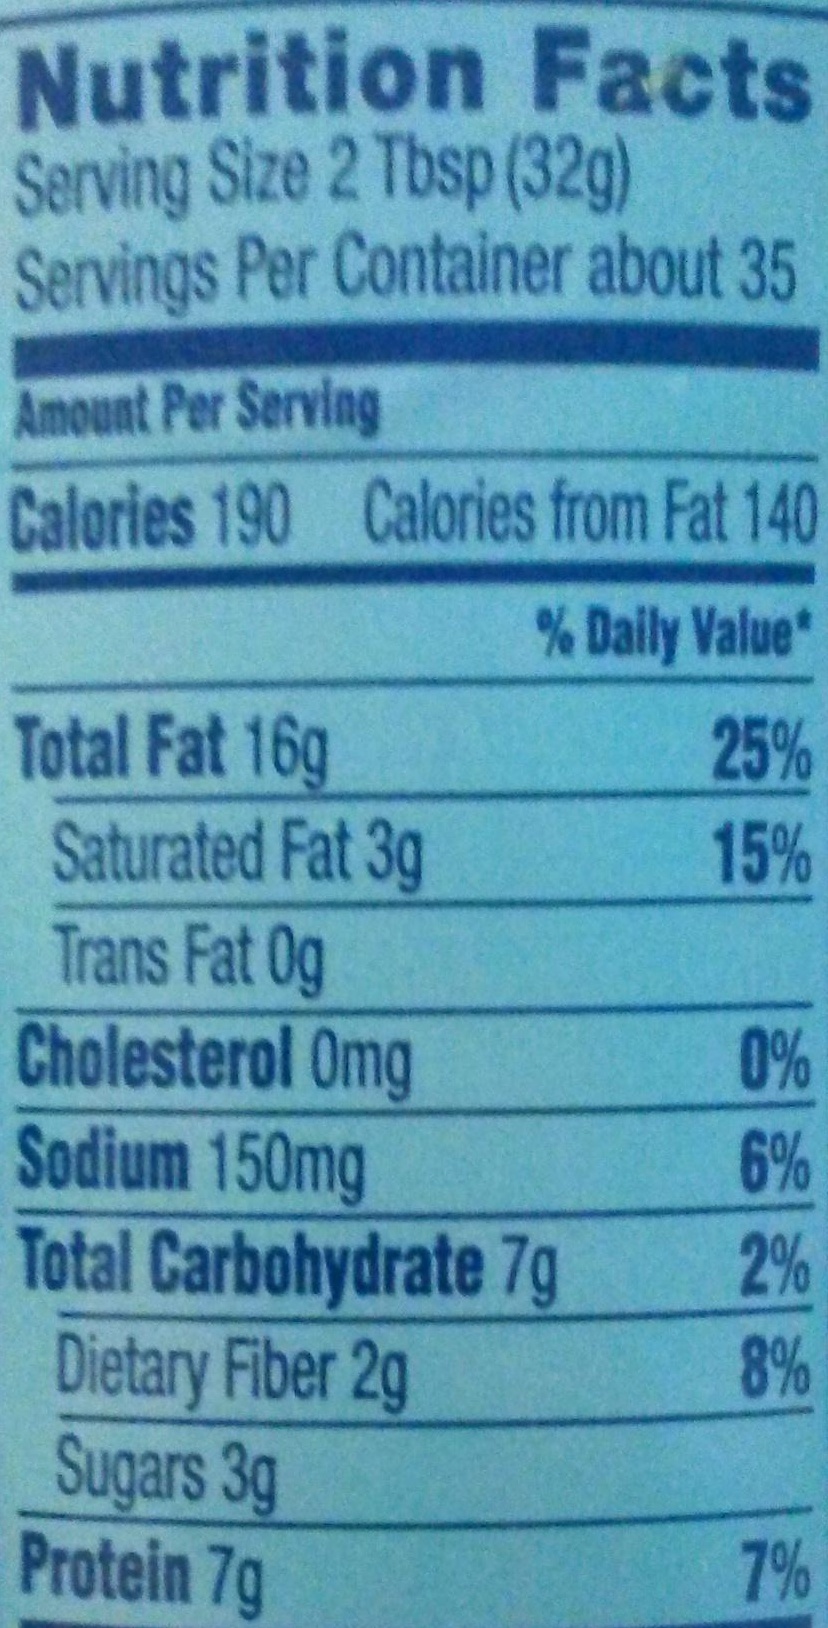 Nutrition Facts
Serving Size 2 Tbsp (32g)
Servings Per Container about 35
Amount Per Serving
Calories 190 Calories from Fat 140
% Daily Value*
Total Fat 16g 25%
Saturated Fat 3g 15%
Trans Fat 0g
Cholesterol 0mg 0%
Sodium 150mg 6%
Total Carbohydrate 7g 2%
Dietary Fiber 2g 8%
Sugars 3g
Protein 7g 7%